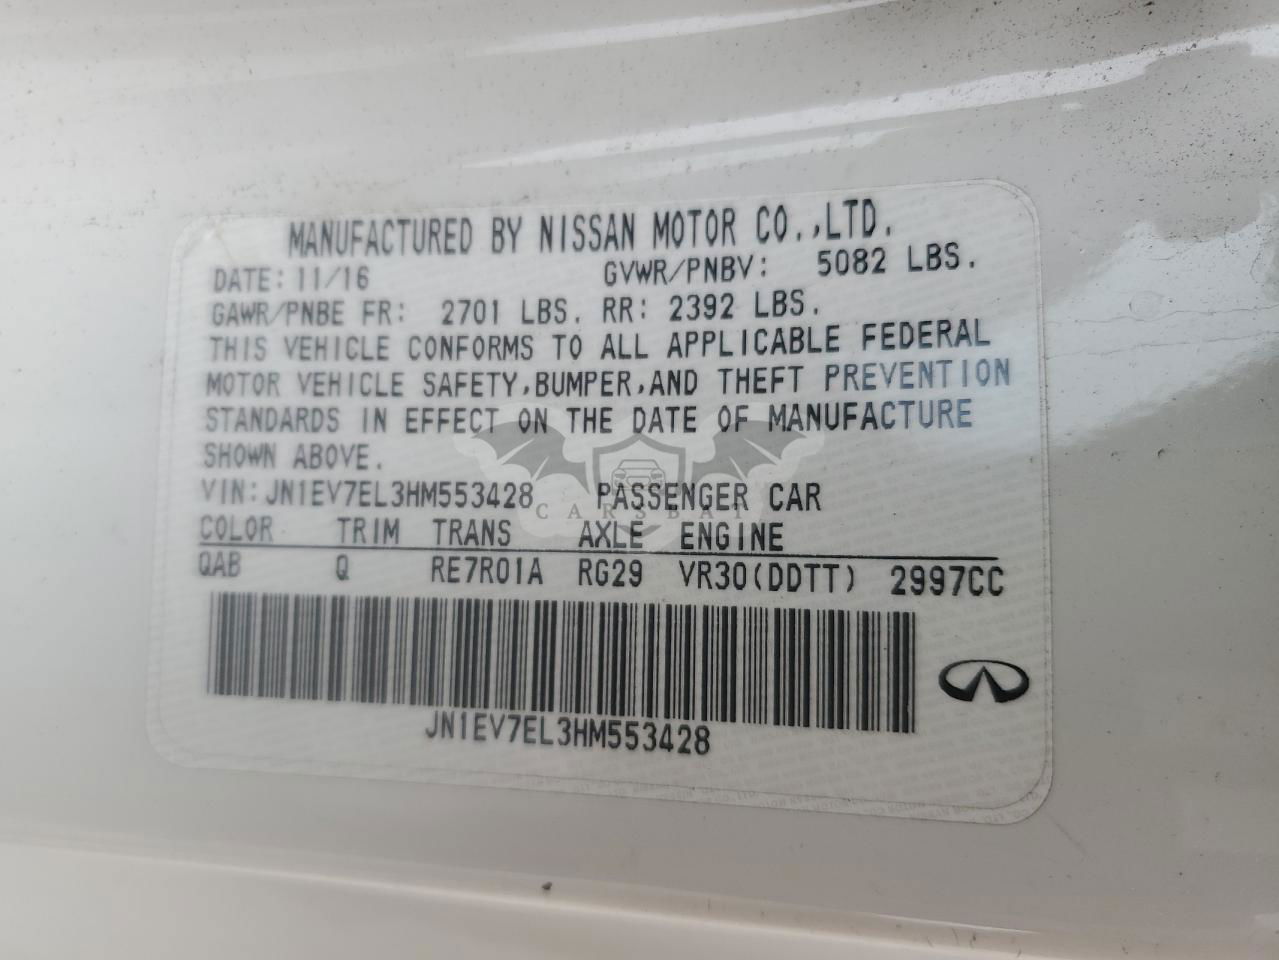 MANUFACTURED BY NISSAN MOTOR CO.,LTD.
DATE: 11/16 GVWR/PNBV: 5082 LBS.
GAWR/PNBE FR: 2701 LBS. RR: 2392 LBS.
THIS VEHICLE CONFORMS TO ALL APPLICABLE FEDERAL
MOTOR VEHICLE SAFETY,BUMPER,AND THEFT PREVENTION
STANDARDS IN EFFECT ON THE DATE OF MANUFACTURE
SHOWN ABOVE.
VIN: JN1EV7EL3HM553428 PASSENGER CAR
CARSBAT
COLOR TRIM TRANS AXLE ENGINE
QAB Q RE7R01A RG29 VR30(DDTT) 2997CC
JN1EV7EL3HM553428